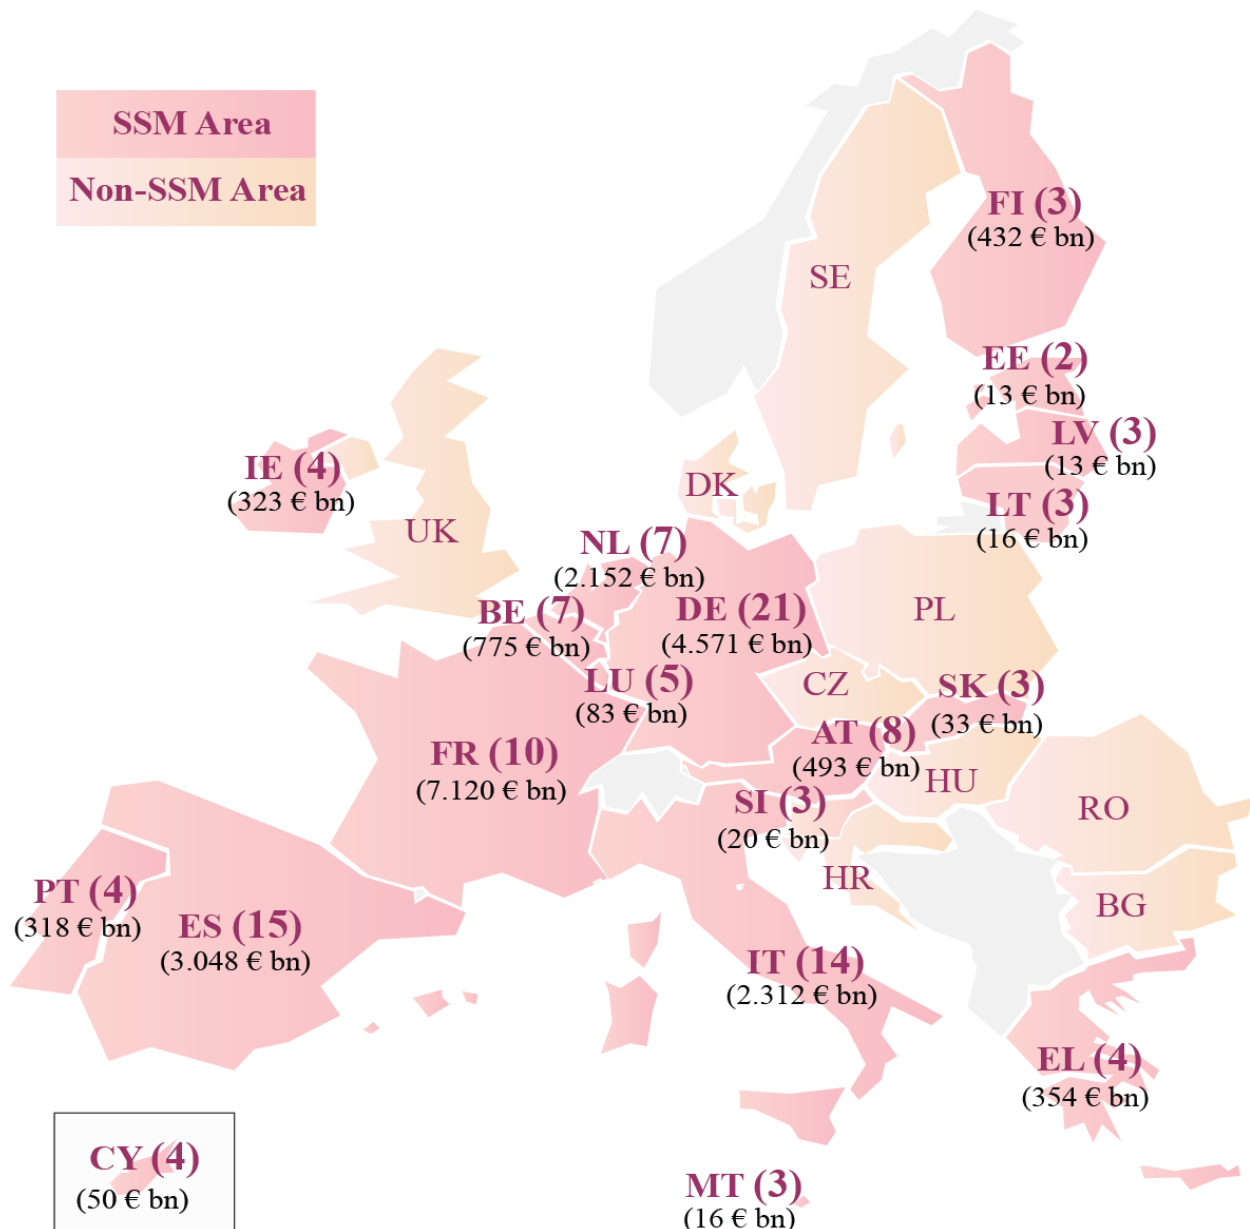 SSM Area
Non-SSM Area
FI (3)
(432 € bn)
SE
EE (2)
(13 € bn)
LV (3)
(13 € bn)
IE (4)
(323 € bn)
DK
LT (3)
(16 € bn)
UK
NL (7)
(2.152 € bn)
BE (7)
(775 € bn)
DE (21)
(4.571 € bn)
PL
LU (5)
(83 € bn)
CZ
SK (3)
(33 € bn)
FR (10)
(7.120 € bn)
AT (8)
(493 € bn)
HU
SI (3)
(20 € bn)
RO
HR
PT (4)
(318 € bn)
ES (15)
(3.048 € bn)
BG
IT (14)
(2.312 € bn)
EL (4)
(354 € bn)
CY (4)
(50 € bn)
MT (3)
(16 € bn)